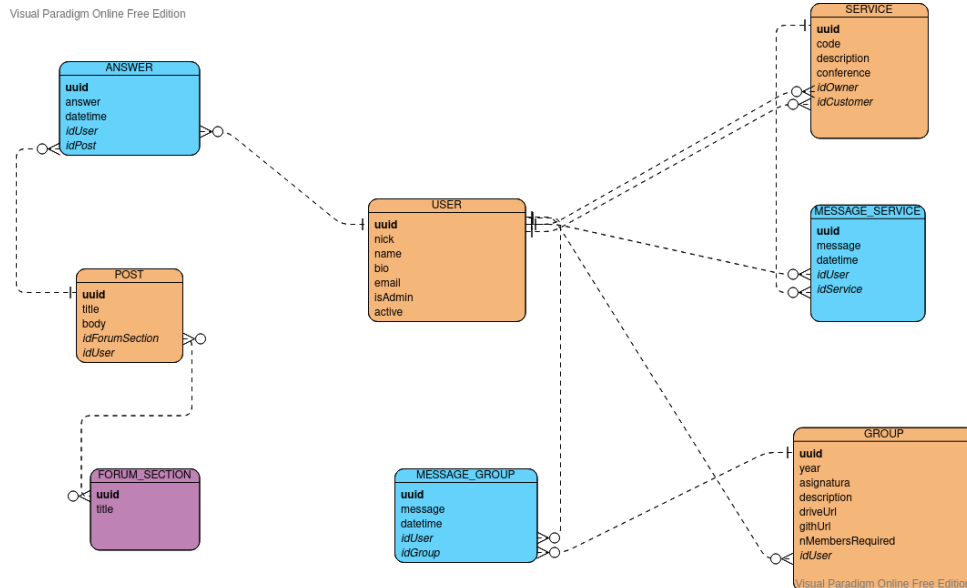 Visual Paradigm Online Free Edition
SERVICE
uuid
code
description
conference
idOwner
idCustomer
ANSWER
uuid
answer
datetime
idUser
idPost
USER
uuid
nick
name
bio
email
isAdmin
active
MESSAGE_SERVICE
uuid
message
datetime
idUser
idService
POST
uuid
title
body
idForumSection
idUser
FORUM_SECTION
uuid
title
MESSAGE_GROUP
uuid
message
datetime
idUser
idGroup
GROUP
uuid
year
asignatura
description
driveUrl
githUrl
nMembersRequired
idUser
Visual Paradigm Online Free Edition